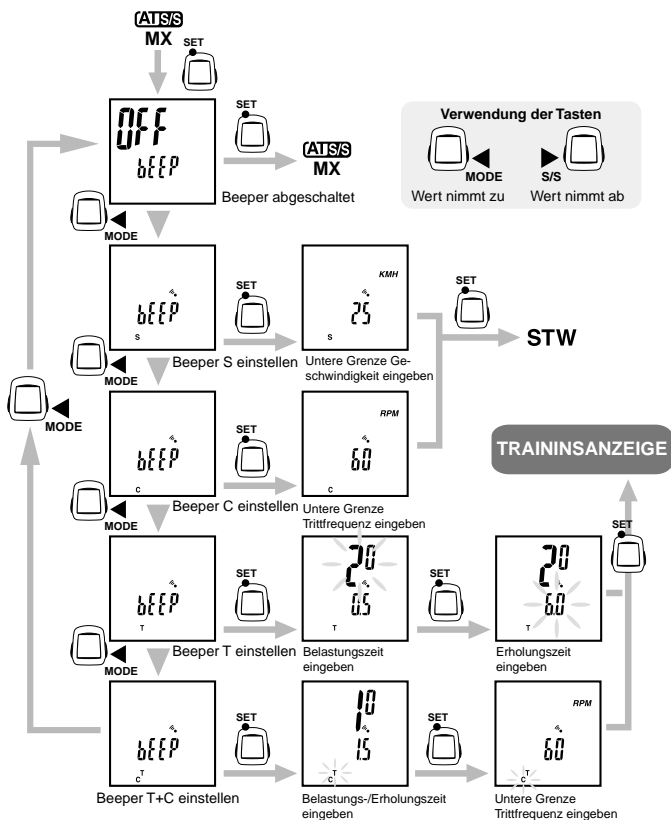 AT S/S
MX
SET
OFF
bEEP
SET
AT S/S
MX
Beeper abgeschaltet
Verwendung der Tasten
MODE
S/S
Wert nimmt zu
Wert nimmt ab
MODE
bEEP
S
SET
KMH
25
S
SET
STW
Beeper S einstellen
Untere Grenze Ge-
schwindigkeit eingeben
MODE
MODE
bEEP
C
SET
RPM
60
C
TRAININSANZEIGE
Beeper C einstellen
Untere Grenze
Trittfrequenz eingeben
MODE
bEEP
T
SET
20
0.5
T
SET
20
6.0
T
SET
Beeper T einstellen
Belastungszeit
eingeben
Erholungszeit
eingeben
MODE
bEEP
C T
SET
10
1.5
C T
SET
RPM
60
C T
Beeper T+C einstellen
Belastungs-/Erholungszeit
eingeben
Untere Grenze
Trittfrequenz eingeben